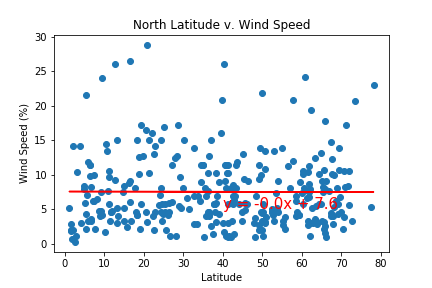 North Latitude v. Wind Speed
30
25
20
15
10
5
0
Wind Speed (%)
y = -0.0x + 7.6
0 10 20 30 40 50 60 70 80
Latitude